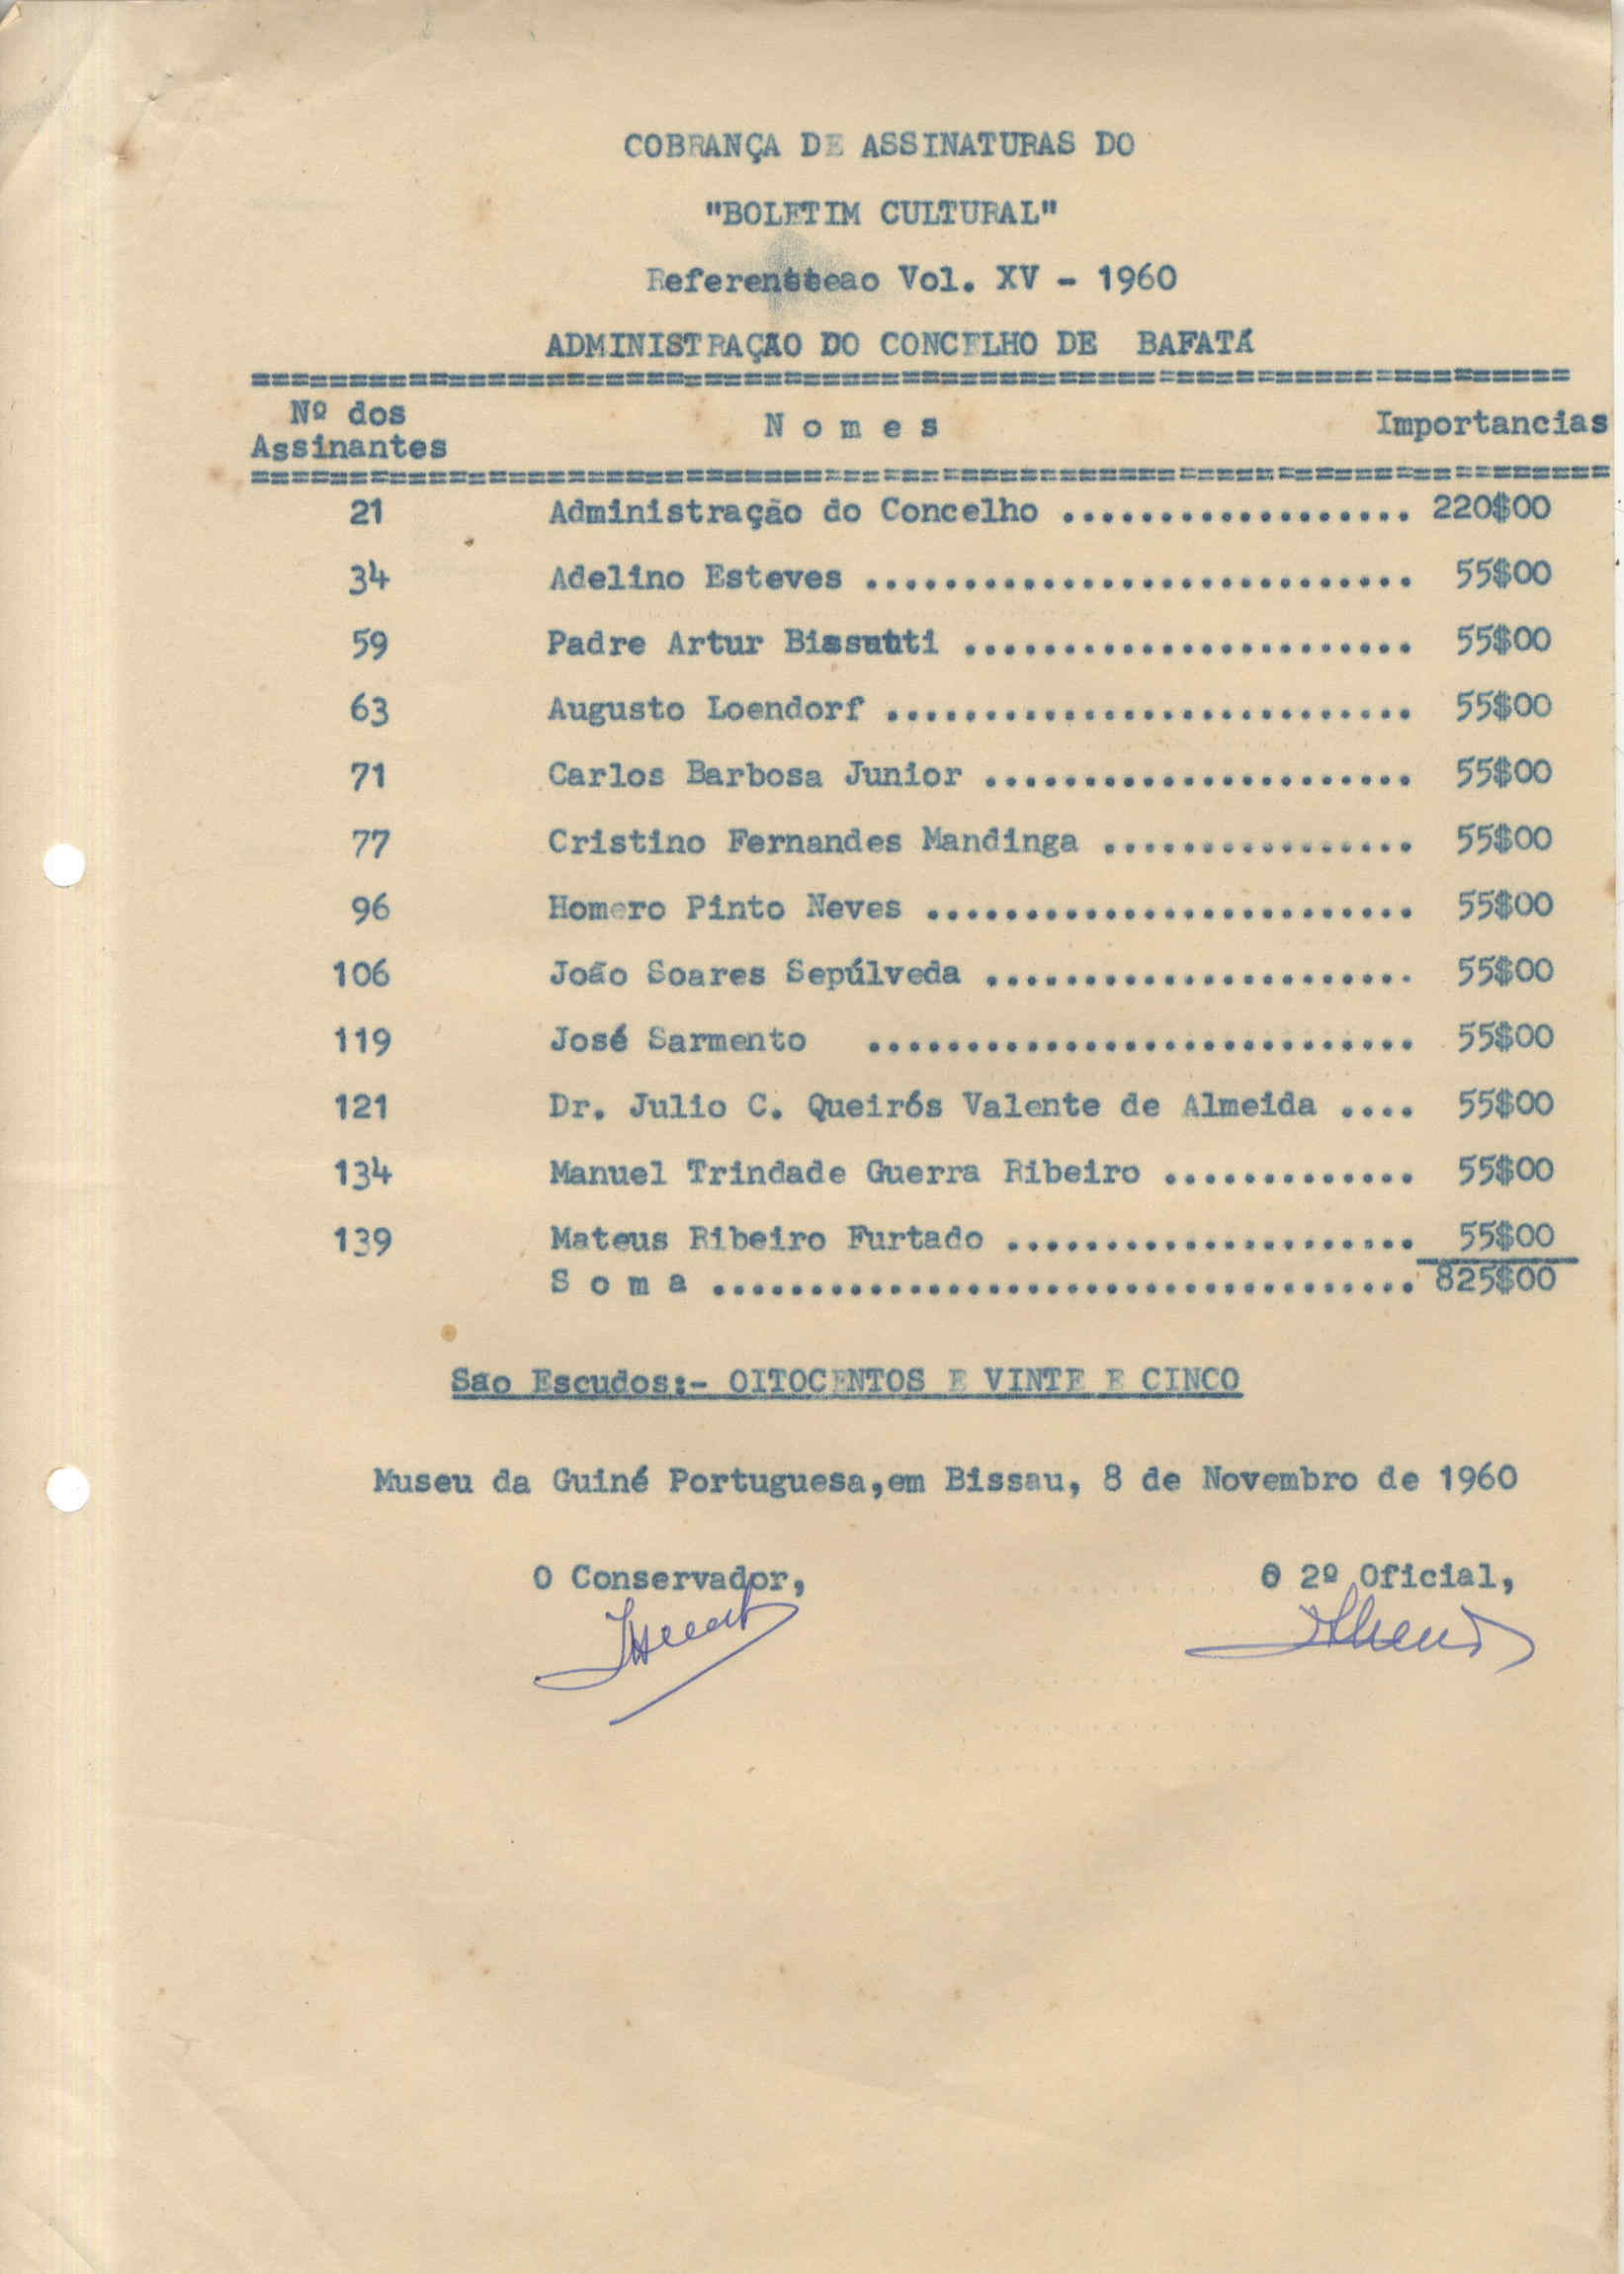 COBRANÇA DE ASSINATURAS DO
"BOLETIM CULTURAL"
Referente ao Vol. XV - 1960
ADMINISTRAÇÃO DO CONCELHO DE BAFATÁ
Nº dos Assinantes Nomes Importancias
21 Administração do Concelho .................. 220$00
34 Adelino Esteves ............................ 55$00
59 Padre Artur ....................... 55$00
63 Augusto Loendorf ........................... 55$00
71 Carlos Barbosa Junior ...................... 55$00
77 Cristino Fernandes Mandinga ................ 55$00
96 Homero Pinto Neves ......................... 55$00
106 João Soares Sepúlveda ...................... 55$00
119 José Sarmento ............................ 55$00
121 Dr. Julio C. Queirós Valente de Almeida .... 55$00
134 Manuel Trindade Guerra Ribeiro ............. 55$00
139 Mateus Ribeiro Furtado ..................... 55$00
S o m a .................................... 825$00
São Escudos:- OITOCENTOS E VINTE E CINCO
Museu da Guiné Portuguesa,em Bissau, 8 de Novembro de 1960
O Conservador, O 2º Oficial,